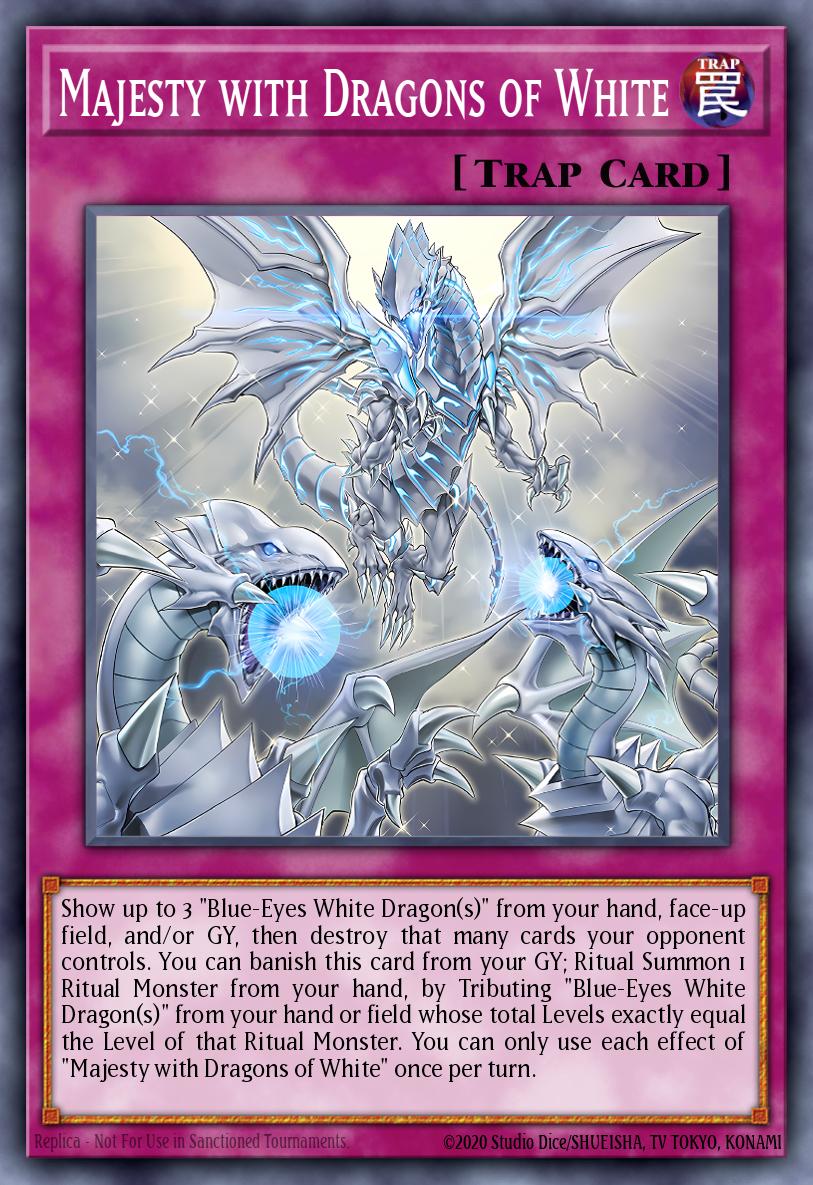 Majesty with Dragons of White
TRAP
罠
[Trap Card]
Show up to 3 "Blue-Eyes White Dragon(s)" from your hand, face-up
field, and/or GY, then destroy that many cards your opponent
controls. You can banish this card from your GY; Ritual Summon 1
Ritual Monster from your hand, by Tributing "Blue-Eyes White
Dragon(s)" from your hand or field whose total Levels exactly equal
the Level of that Ritual Monster. You can only use each effect of
"Majesty with Dragons of White" once per turn.
Replica - Not For Use in Sanctioned Tournaments.
©2020 Studio Dice/SHUEISHA, TV TOKYO, KONAMI